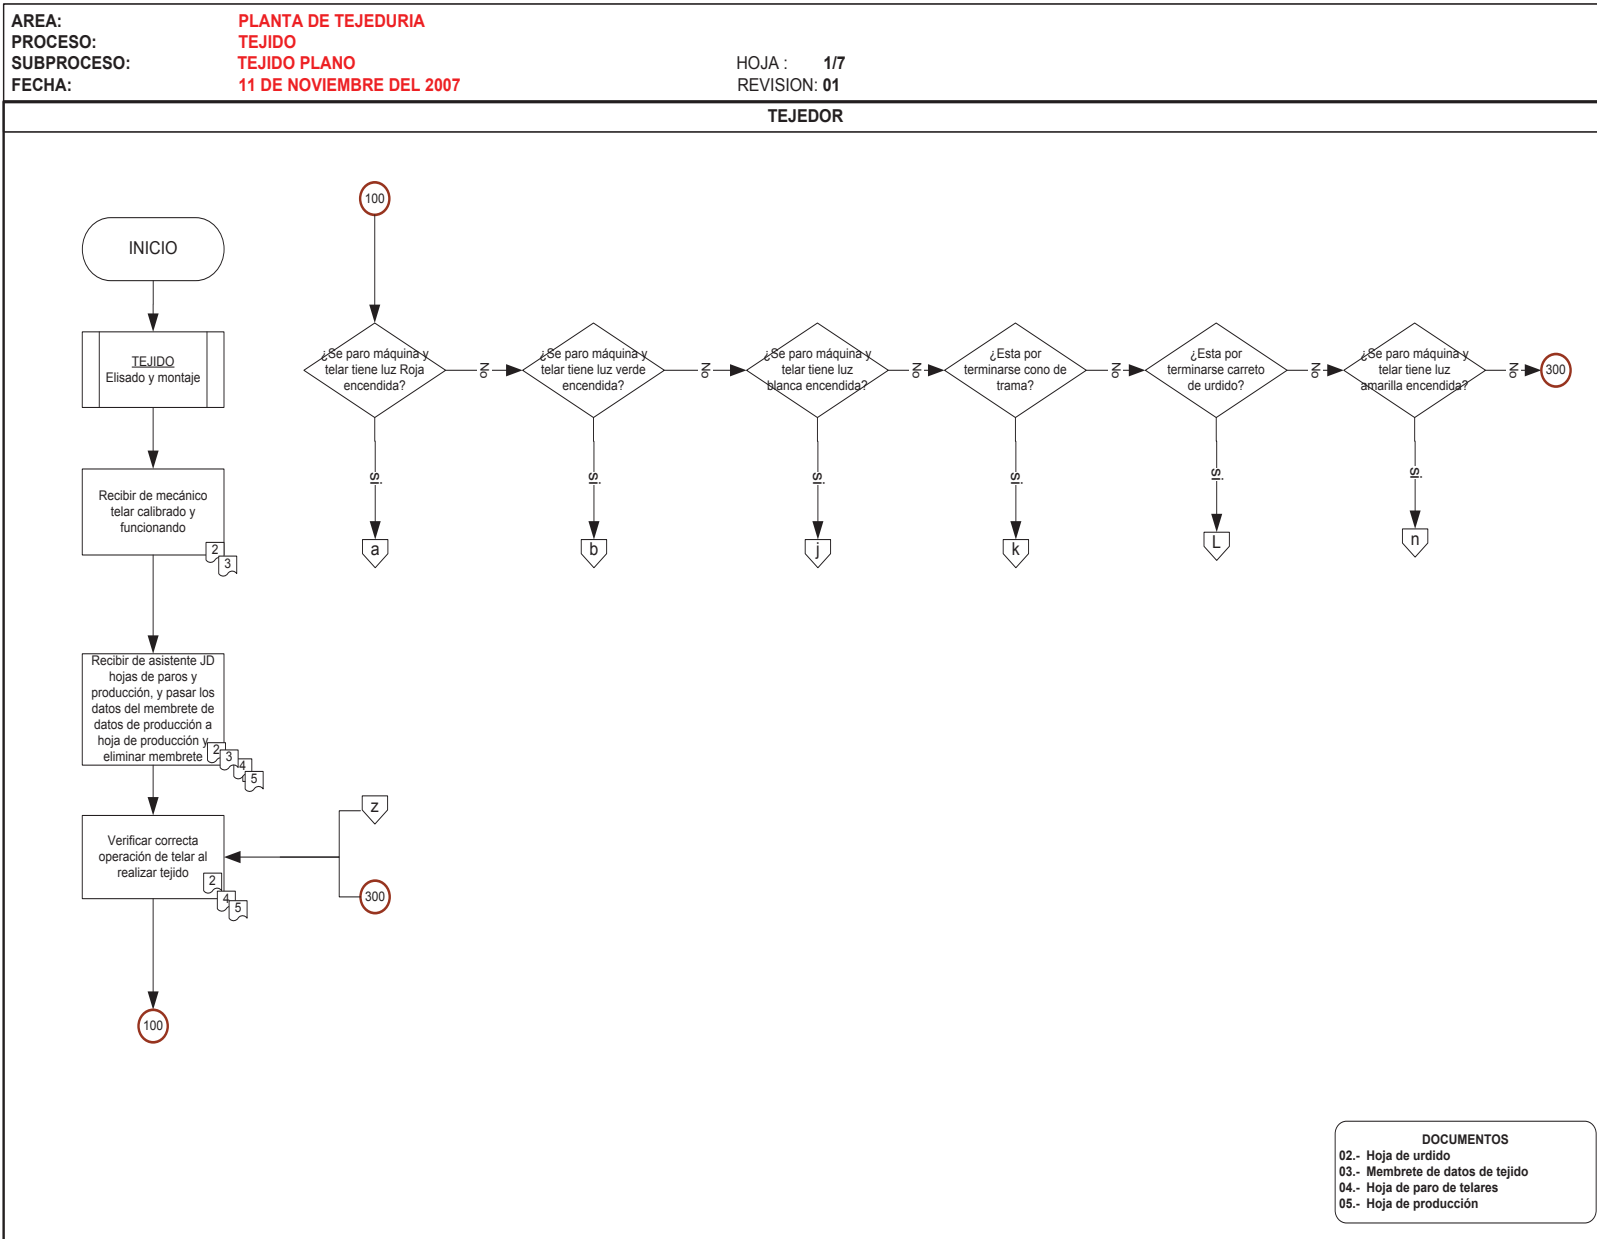 AREA: PLANTA DE TEJEDURIA
PROCESO: TEJIDO
SUBPROCESO: TEJIDO PLANO HOJA : 1/7
FECHA: 11 DE NOVIEMBRE DEL 2007 REVISION: 01
TEJEDOR
INICIO
TEJIDO
Elisado y montaje
Recibir de mecánico
telar calibrado y
funcionando
2
3
Recibir de asistente JD
hojas de paros y
producción, y pasar los
datos del membrete de
datos de producción a
hoja de producción y
eliminar membrete
2
3
4
5
Verificar correcta
operación de telar al
realizar tejido
2
4
5
z
300
100
100
¿Se paro máquina y
telar tiene luz Roja
encendida?
No
si
a
¿Se paro máquina y
telar tiene luz verde
encendida?
No
si
b
¿Se paro máquina y
telar tiene luz
blanca encendida?
No
si
j
¿Esta por
terminarse cono de
trama?
No
si
k
¿Esta por
terminarse carreto
de urdido?
No
si
L
¿Se paro máquina y
telar tiene luz
amarilla encendida?
No
si
n
300
DOCUMENTOS
02.- Hoja de urdido
03.- Membrete de datos de tejido
04.- Hoja de paro de telares
05.- Hoja de producción